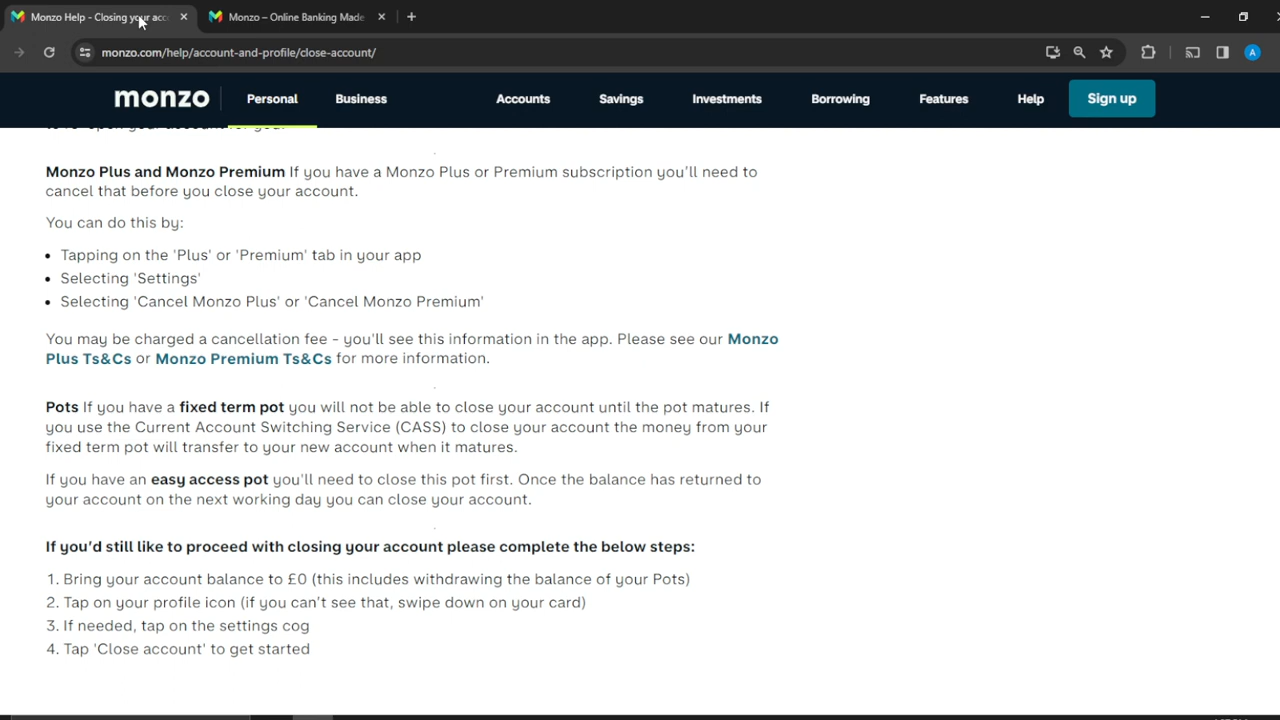 Monzo Help - Closing your acc
Monzo – Online Banking Made
monzo.com/help/account-and-profile/close-account/
A
monzo
Personal
Business
Accounts
Savings
Investments
Borrowing
Features
Help
Sign up
Monzo Plus and Monzo Premium If you have a Monzo Plus or Premium subscription you'll need to
cancel that before you close your account.
You can do this by:
• Tapping on the 'Plus' or 'Premium' tab in your app
• Selecting 'Settings'
• Selecting 'Cancel Monzo Plus' or 'Cancel Monzo Premium'
You may be charged a cancellation fee - you'll see this information in the app. Please see our Monzo
Plus Ts&Cs or Monzo Premium Ts&Cs for more information.
Pots If you have a fixed term pot you will not be able to close your account until the pot matures. If
you use the Current Account Switching Service (CASS) to close your account the money from your
fixed term pot will transfer to your new account when it matures.
If you have an easy access pot you'll need to close this pot first. Once the balance has returned to
your account on the next working day you can close your account.
If you'd still like to proceed with closing your account please complete the below steps:
1. Bring your account balance to £0 (this includes withdrawing the balance of your Pots)
2. Tap on your profile icon (if you can't see that, swipe down on your card)
3. If needed, tap on the settings cog
4. Tap 'Close account' to get started